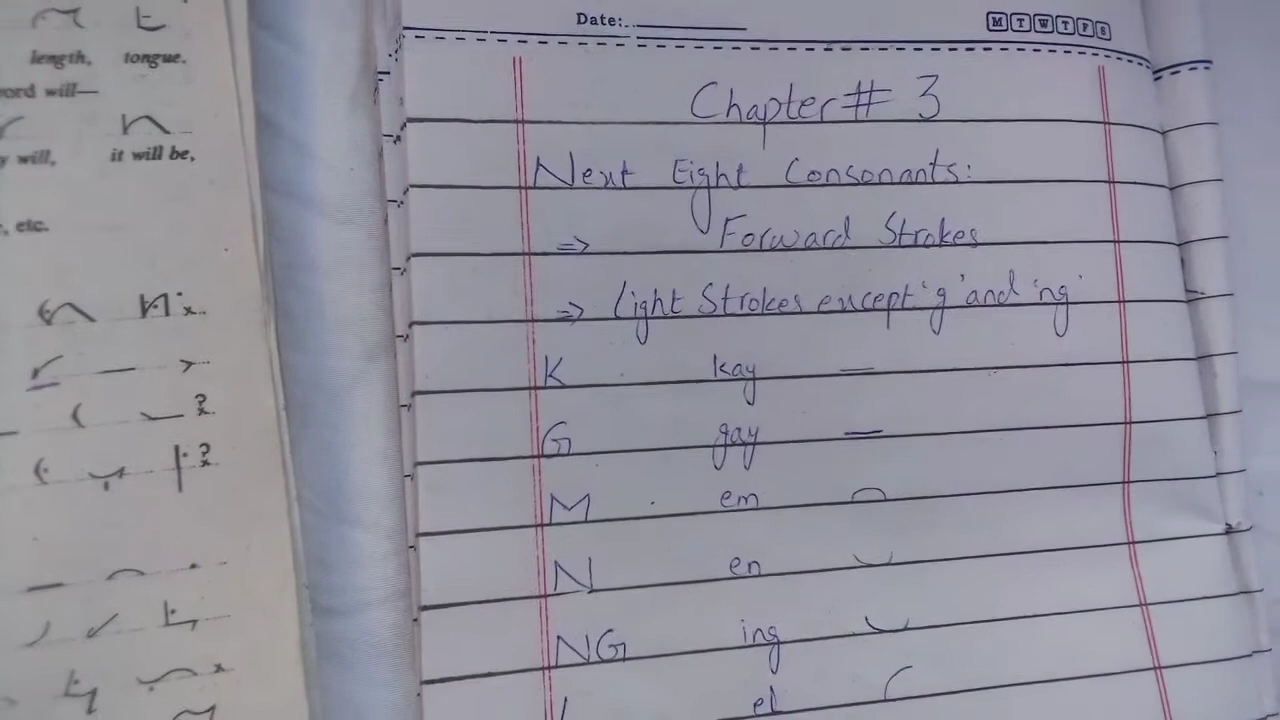 length, tongue.
word will—
will, it will be,
etc.
Date:
M T W T F S
Chapter # 3
Next Eight Consonants:
⇒ Forward Strokes
⇒ light Strokes except 'g' and 'ng'
K kay
G gay
M em
N en
NG ing
L el